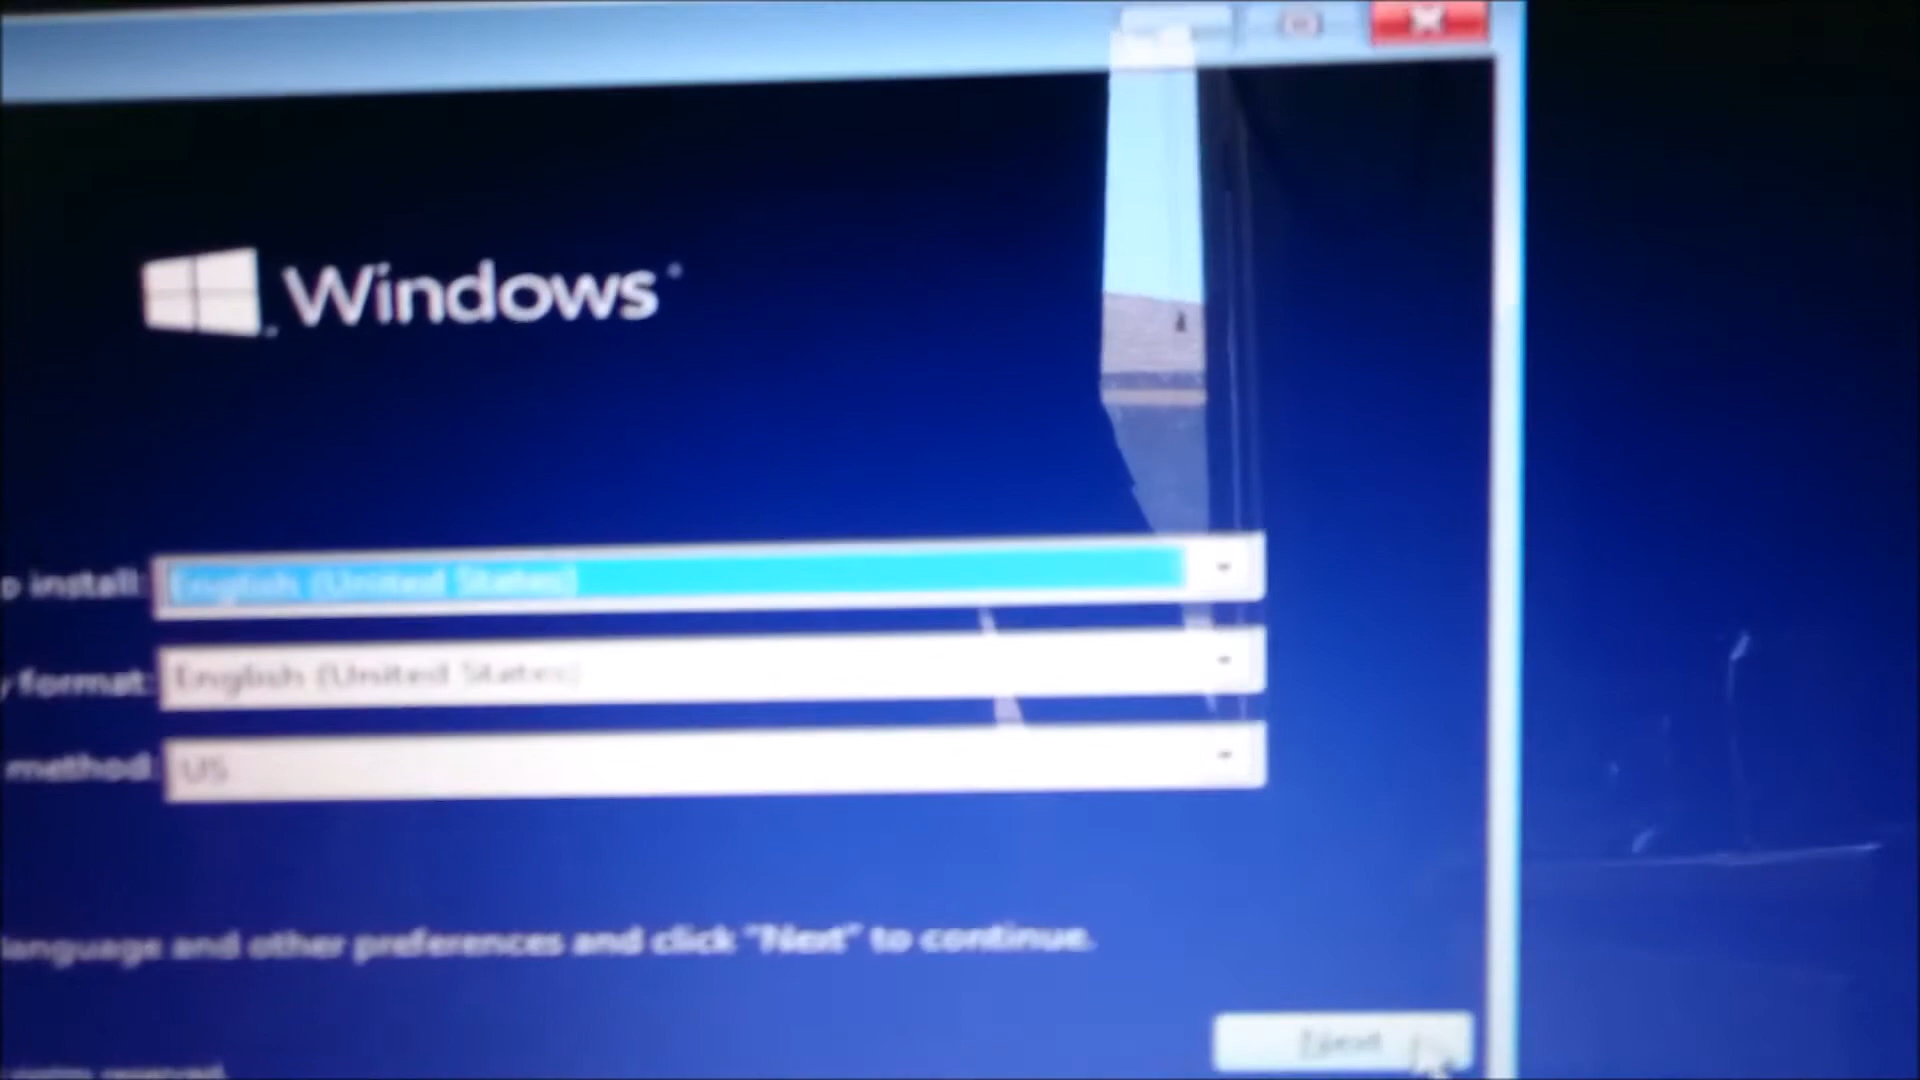 Windows
o install: English (United States)
y format: English (United States)
method: US
language and other preferences and click "Next" to continue.
Next
reserved.